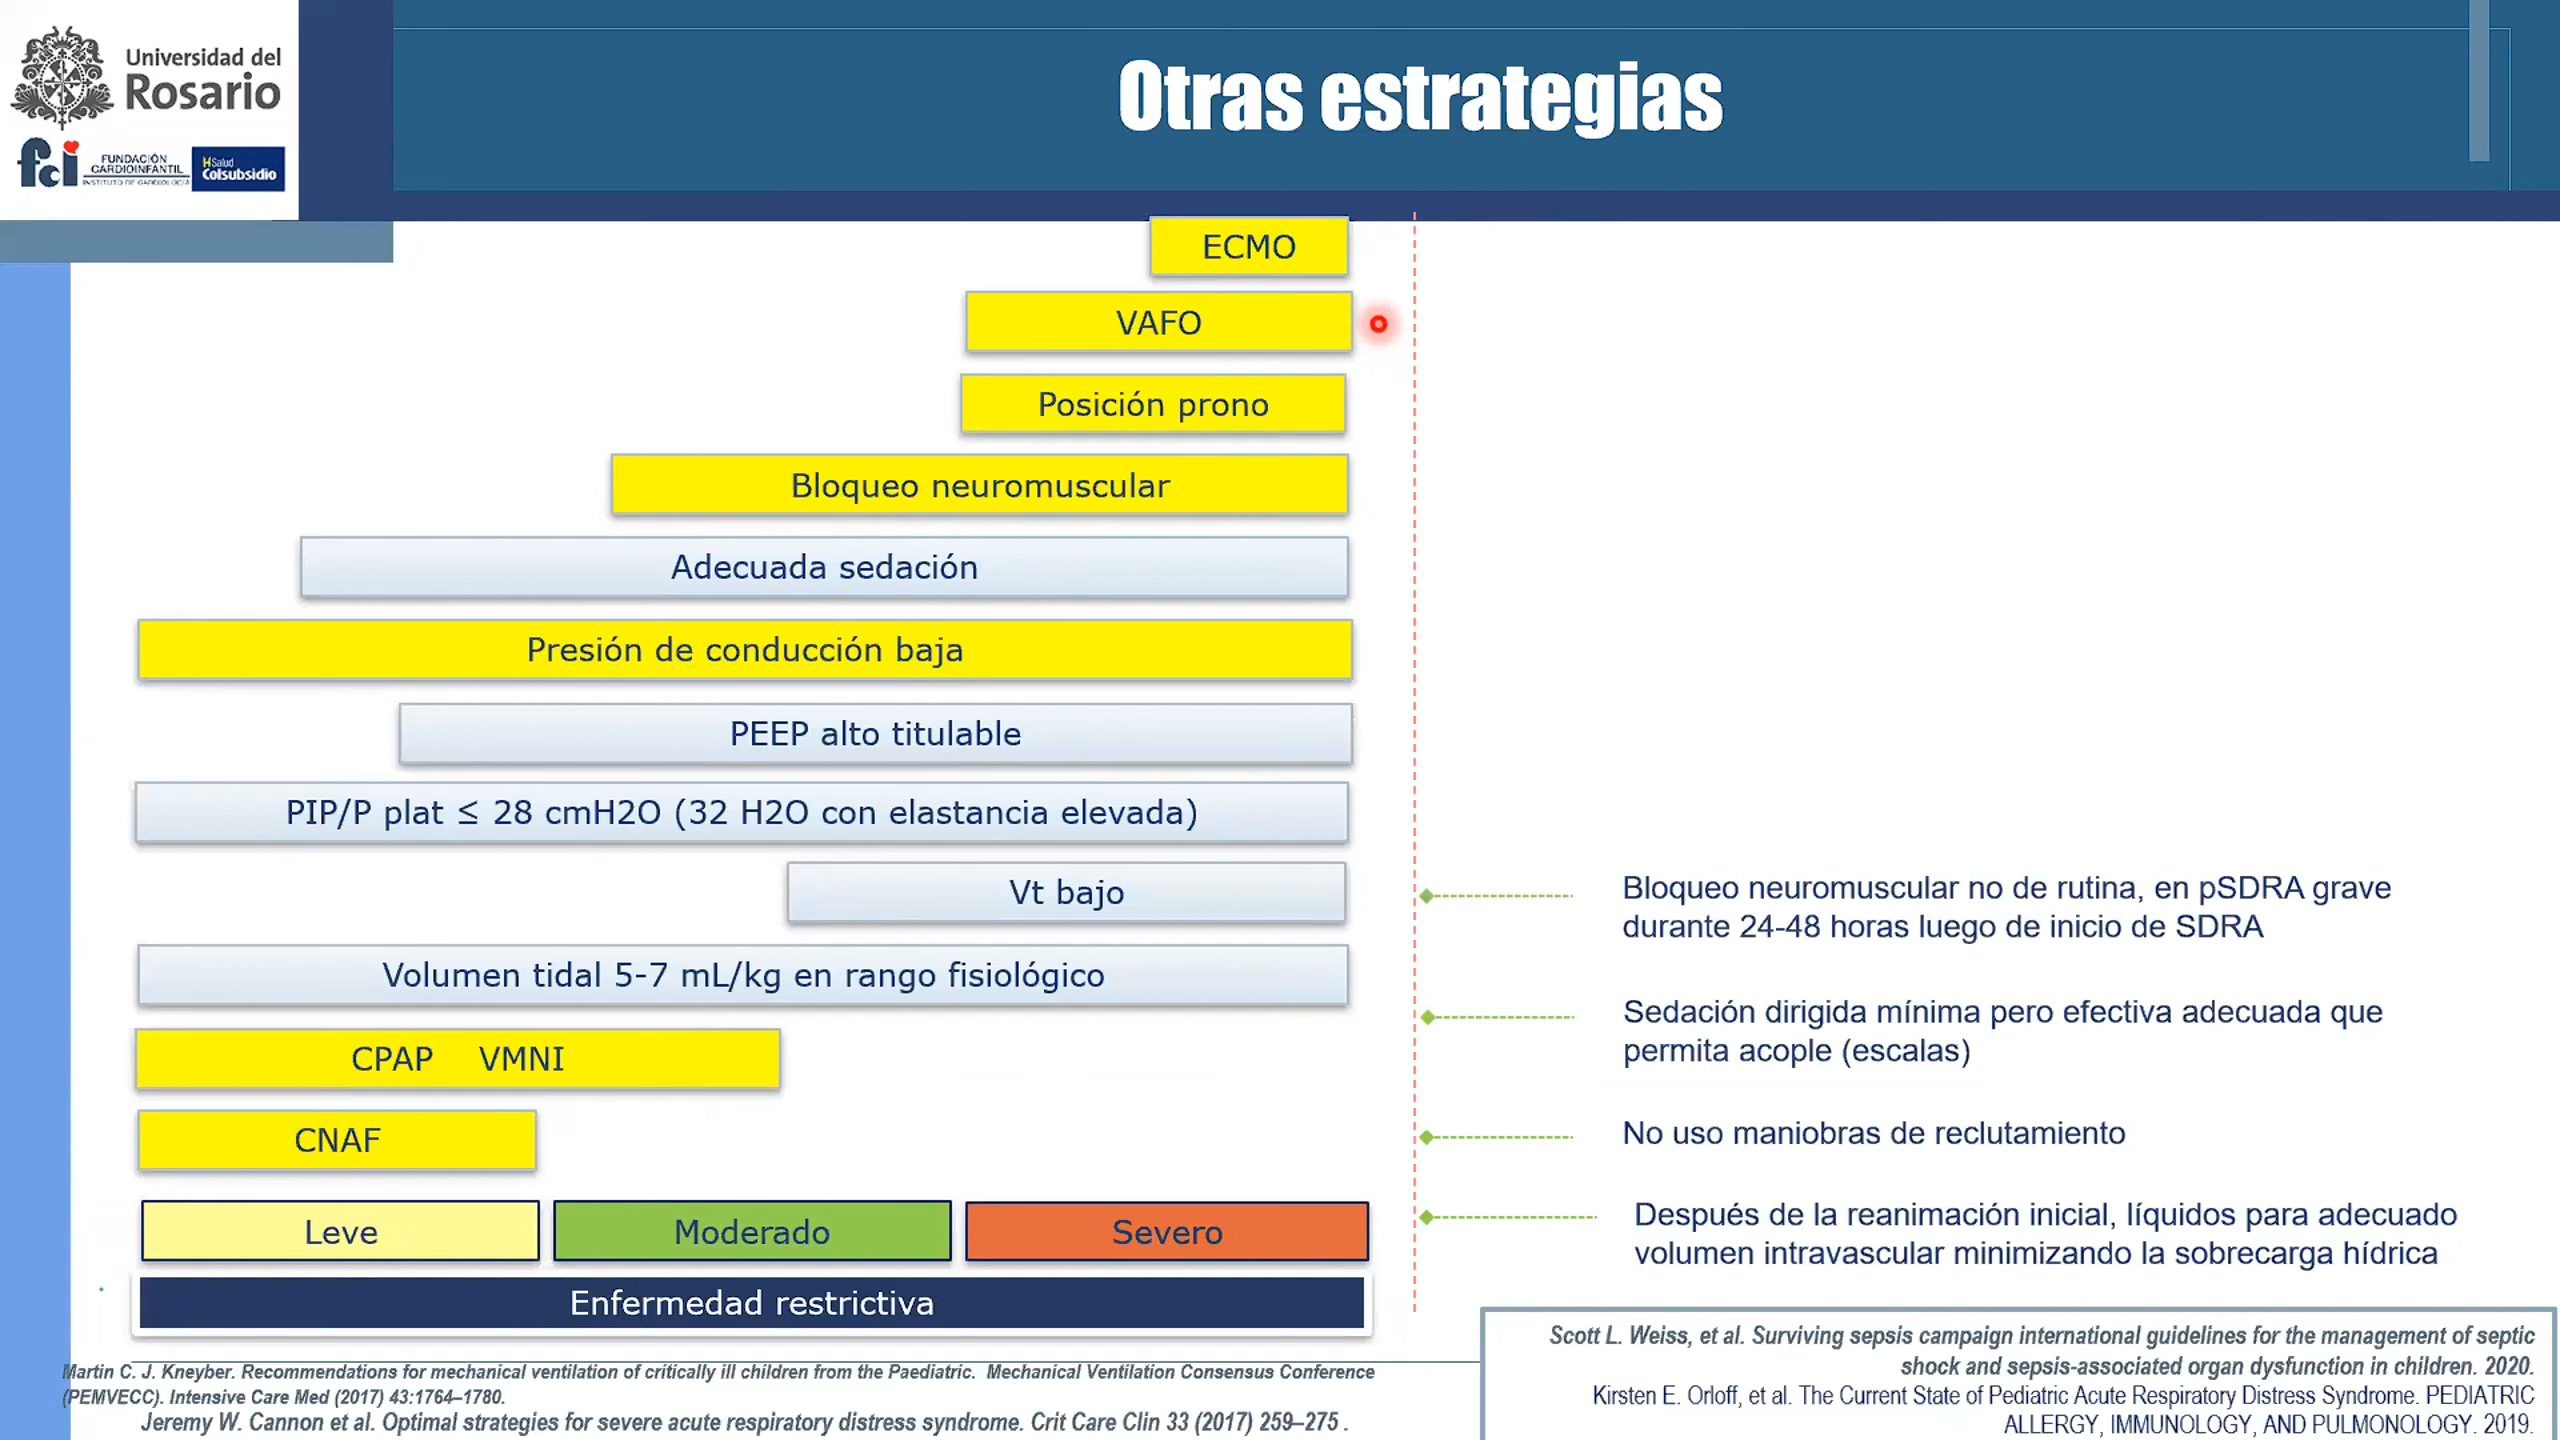 Universidad del
Rosario
fci
FUNDACIÓN
CARDIOINFANTIL
INSTITUTO DE CARDIOLOGÍA
Salud
Colsubsidio
Otras estrategias
ECMO
VAFO
Posición prono
Bloqueo neuromuscular
Adecuada sedación
Presión de conducción baja
PEEP alto titulable
PIP/P plat ≤ 28 cmH2O (32 H2O con elastancia elevada)
Vt bajo
Volumen tidal 5-7 mL/kg en rango fisiológico
CPAP VMNI
CNAF
Leve
Moderado
Severo
Enfermedad restrictiva
Bloqueo neuromuscular no de rutina, en pSDRA grave
durante 24-48 horas luego de inicio de SDRA
Sedación dirigida mínima pero efectiva adecuada que
permita acople (escalas)
No uso maniobras de reclutamiento
Después de la reanimación inicial, líquidos para adecuado
volumen intravascular minimizando la sobrecarga hídrica
Martin C. J. Kneyber. Recommendations for mechanical ventilation of critically ill children from the Paediatric. Mechanical Ventilation Consensus Conference
(PEMVECC). Intensive Care Med (2017) 43:1764–1780.
Jeremy W. Cannon et al. Optimal strategies for severe acute respiratory distress syndrome. Crit Care Clin 33 (2017) 259–275 .
Scott L. Weiss, et al. Surviving sepsis campaign international guidelines for the management of septic
shock and sepsis-associated organ dysfunction in children. 2020.
Kirsten E. Orloff, et al. The Current State of Pediatric Acute Respiratory Distress Syndrome. PEDIATRIC
ALLERGY, IMMUNOLOGY, AND PULMONOLOGY. 2019.